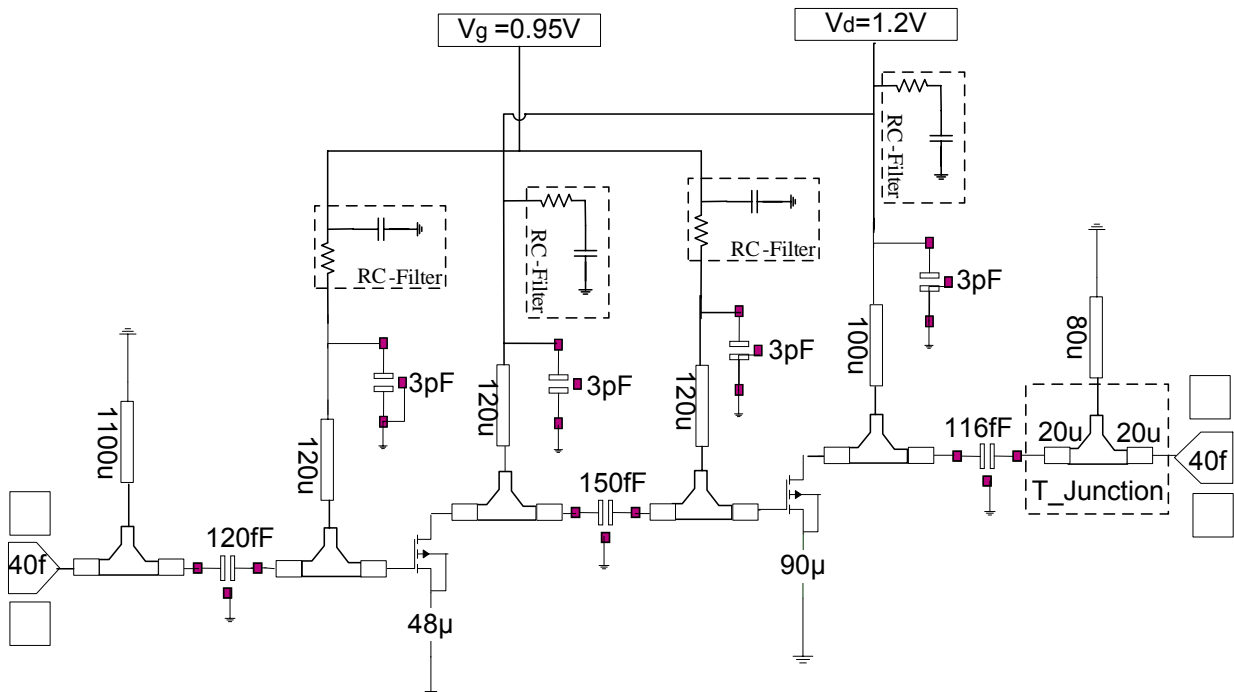 Vg =0.95V
Vd=1.2V
RC-Filter
RC-Filter
RC-Filter
RC-Filter
3pF
3pF
3pF
3pF
1100u
120u
120u
120u
100u
80u
116fF
20u
20u
40f
T_Junction
150fF
120fF
40f
90µ
48µ